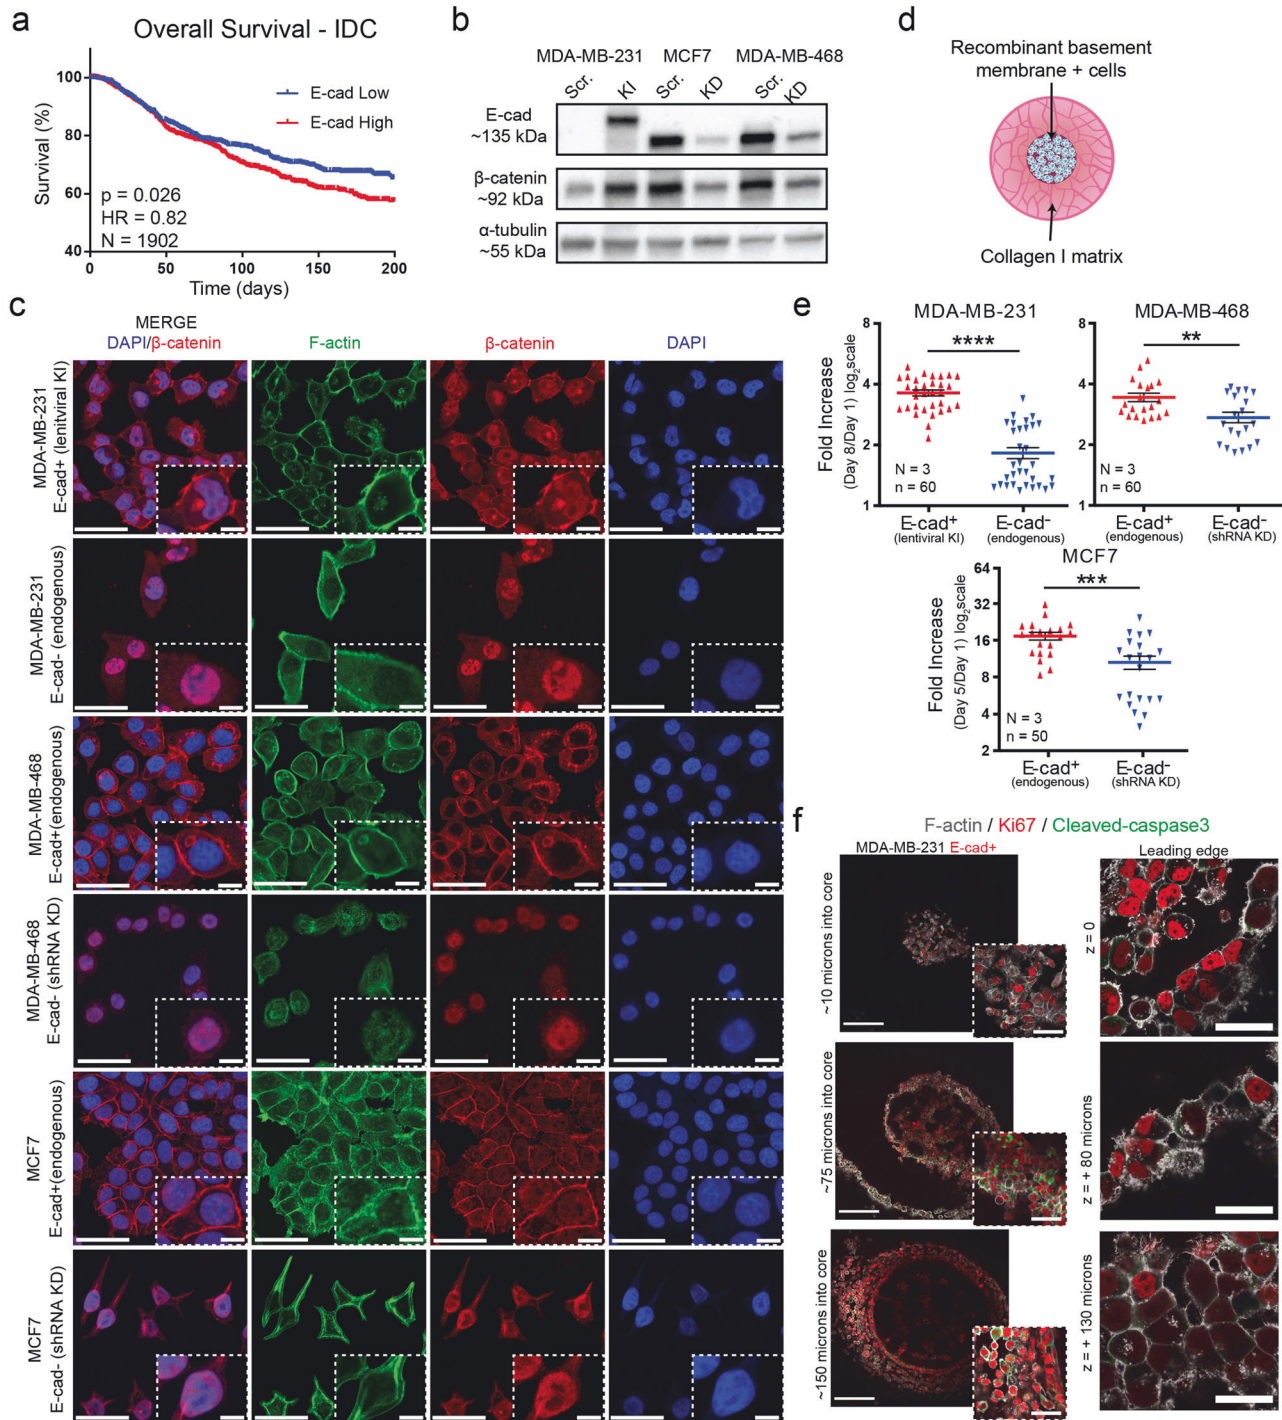 a
Overall Survival - IDC
Survival (%)
100
80
60
40
E-cad Low
E-cad High
p = 0.026
HR = 0.82
N = 1902
0 50 100 150 200
Time (days)
b
MDA-MB-231 MCF7 MDA-MB-468
Scr. KI Scr. KD Scr. KD
E-cad
~135 kDa
β-catenin
~92 kDa
α-tubulin
~55 kDa
d
Recombinant basement
membrane + cells
Collagen I matrix
c
MERGE
DAPI/β-catenin F-actin β-catenin DAPI
MDA-MB-231
E-cad+ (lenitviral KI)
MDA-MB-231
E-cad- (endogenous)
MDA-MB-468
E-cad+(endogenous)
MDA-MB-468
E-cad- (shRNA KD)
MCF7
E-cad+(endogenous)
MCF7
E-cad- (shRNA KD)
e
MDA-MB-231
Fold Increase
(Day 8/Day 1) log2scale
8
4
2
1
****
N = 3
n = 60
E-cad+ E-cad-
(lentiviral KI) (endogenous)
MDA-MB-468
8
4
2
1
**
N = 3
n = 60
E-cad+ E-cad-
(endogenous) (shRNA KD)
MCF7
Fold Increase
(Day 5/Day 1) log2scale
64
32
16
8
4
2
***
N = 3
n = 50
E-cad+ E-cad-
(endogenous) (shRNA KD)
f
F-actin / Ki67 / Cleaved-caspase3
MDA-MB-231 E-cad+
Leading edge
~10 microns into core
z = 0
~75 microns into core
z = + 80 microns
~150 microns into core
z = + 130 microns